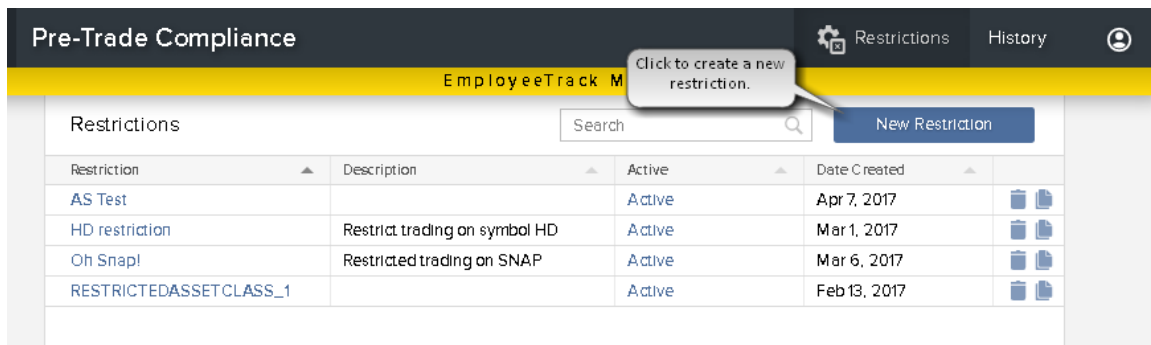 Pre-Trade Compliance
Restrictions
History
Click to create a new
restriction.
EmployeeTrack M
Restrictions
Search
New Restriction
Restriction Description Active Date Created
AS Test Active Apr 7, 2017
HD restriction Restrict trading on symbol HD Active Mar 1, 2017
Oh Snap! Restricted trading on SNAP Active Mar 6, 2017
RESTRICTEDASSETCLASS_1 Active Feb 13, 2017